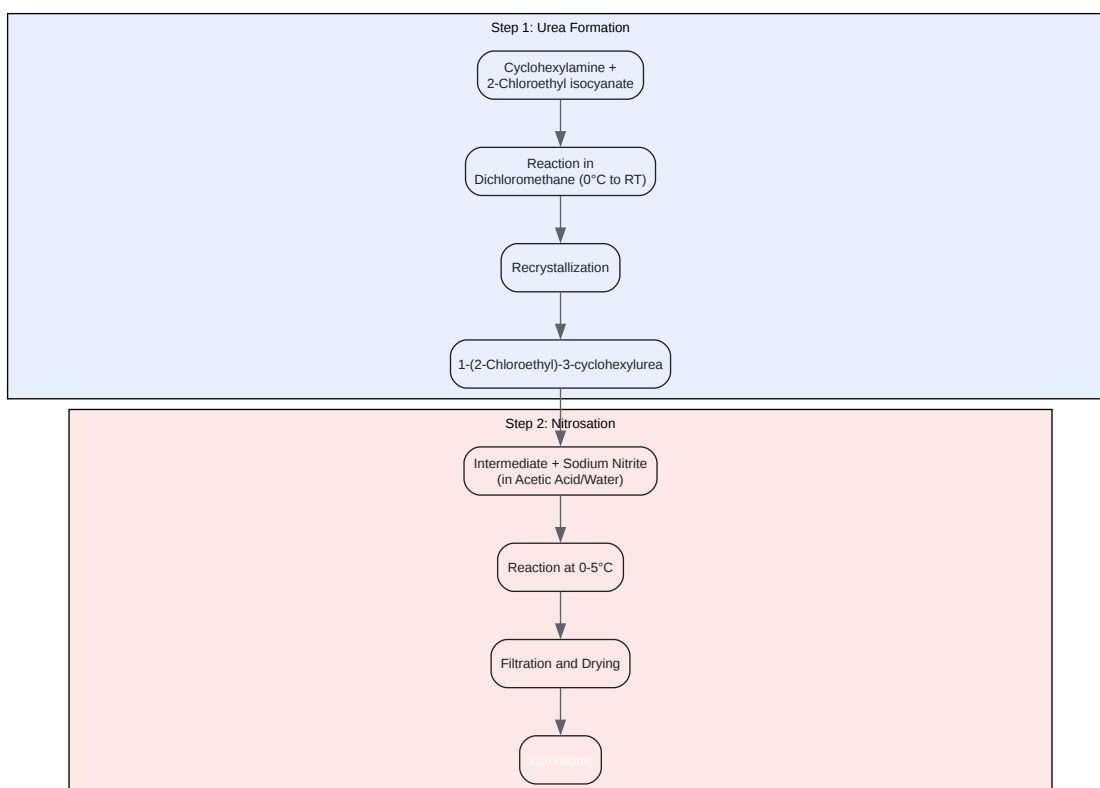 Step 1: Urea Formation
Cyclohexylamine +
2-Chloroethyl isocyanate
Reaction in
Dichloromethane (0°C to RT)
Recrystallization
1-(2-Chloroethyl)-3-cyclohexylurea
Step 2: Nitrosation
Intermediate + Sodium Nitrite
(in Acetic Acid/Water)
Reaction at 0-5°C
Filtration and Drying
Lomustine